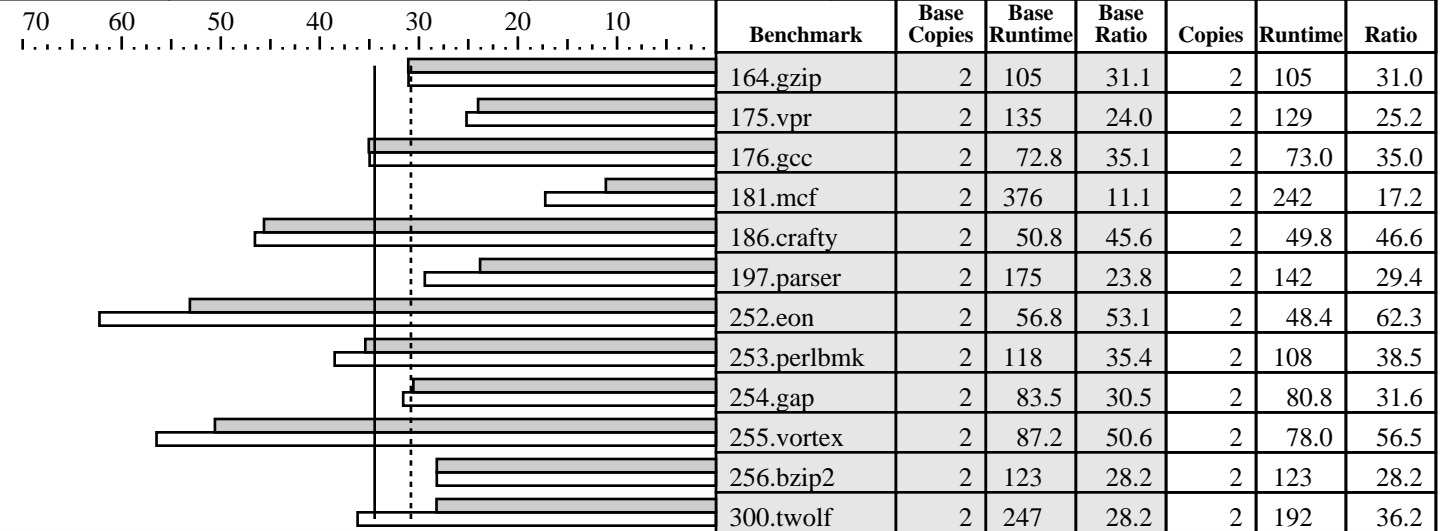 70 60 50 40 30 20 10
Benchmark Base Copies Base Runtime Base Ratio Copies Runtime Ratio
164.gzip 2 105 31.1 2 105 31.0
175.vpr 2 135 24.0 2 129 25.2
176.gcc 2 72.8 35.1 2 73.0 35.0
181.mcf 2 376 11.1 2 242 17.2
186.crafty 2 50.8 45.6 2 49.8 46.6
197.parser 2 175 23.8 2 142 29.4
252.eon 2 56.8 53.1 2 48.4 62.3
253.perlbmk 2 118 35.4 2 108 38.5
254.gap 2 83.5 30.5 2 80.8 31.6
255.vortex 2 87.2 50.6 2 78.0 56.5
256.bzip2 2 123 28.2 2 123 28.2
300.twolf 2 247 28.2 2 192 36.2